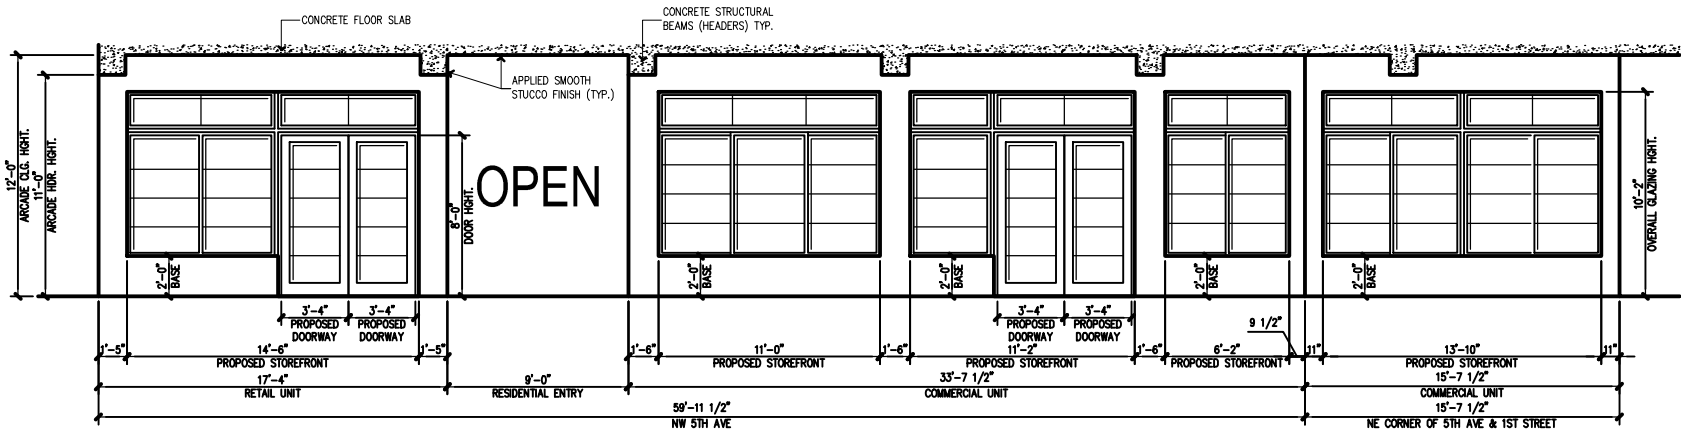 CONCRETE FLOOR SLAB
CONCRETE STRUCTURAL
BEAMS (HEADERS) TYP.
APPLIED SMOOTH
STUCCO FINISH (TYP.)
12'-0"
ARCADE CLG. HGHT.
11'-0"
ARCADE HDR. HGHT.
8'-0"
DOOR HGHT.
OPEN
10'-2"
OVERALL GLAZING HGHT.
2'-0"
BASE
2'-0"
BASE
2'-0"
BASE
2'-0"
BASE
2'-0"
BASE
3'-4"
PROPOSED
DOORWAY
3'-4"
PROPOSED
DOORWAY
3'-4"
PROPOSED
DOORWAY
3'-4"
PROPOSED
DOORWAY
9 1/2"
1'-5"
14'-6"
PROPOSED STOREFRONT
1'-5"
1'-6"
11'-0"
PROPOSED STOREFRONT
1'-6"
11'-2"
PROPOSED STOREFRONT
1'-6"
6'-2"
PROPOSED STOREFRONT
11"
13'-10"
PROPOSED STOREFRONT
11"
17'-4"
RETAIL UNIT
9'-0"
RESIDENTIAL ENTRY
33'-7 1/2"
COMMERCIAL UNIT
15'-7 1/2"
COMMERCIAL UNIT
59'-11 1/2"
NW 5TH AVE
15'-7 1/2"
NE CORNER OF 5TH AVE & 1ST STREET